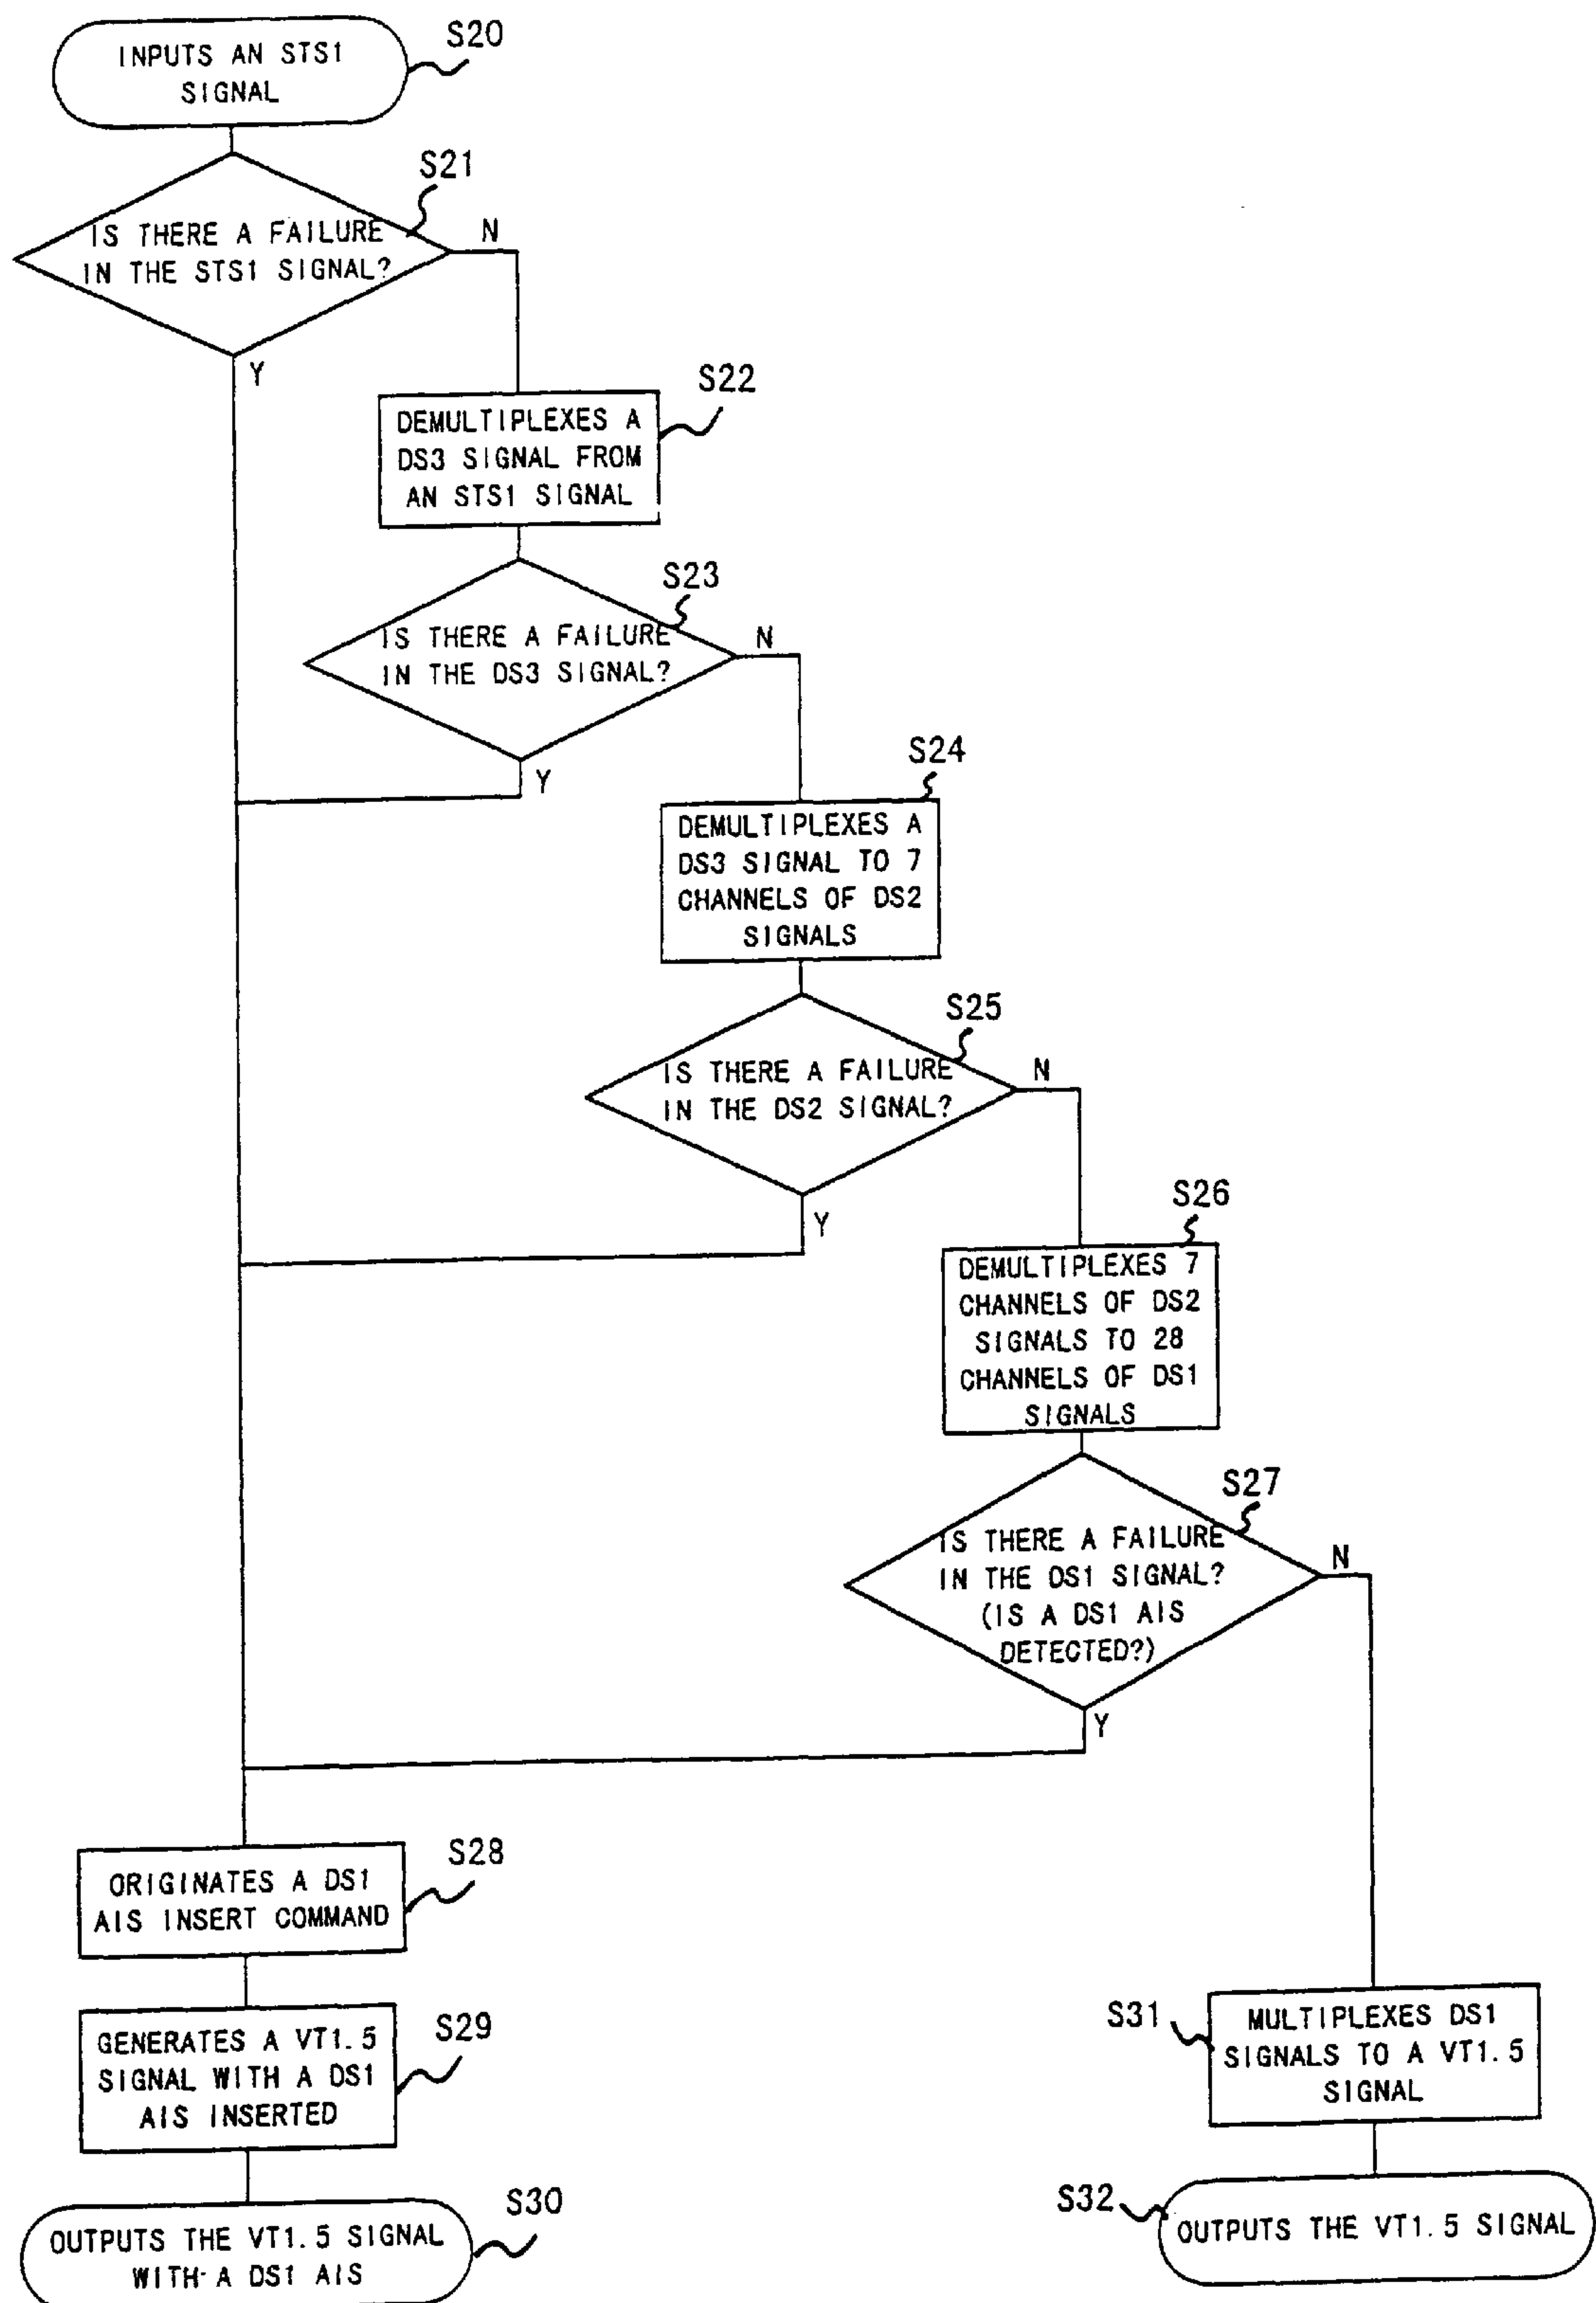 INPUTS AN STS1
SIGNAL
S20
S21
IS THERE A FAILURE
IN THE STS1 SIGNAL?
N
Y
S22
DEMULTIPLEXES A
DS3 SIGNAL FROM
AN STS1 SIGNAL
S23
IS THERE A FAILURE
IN THE DS3 SIGNAL?
N
Y
S24
DEMULTIPLEXES A
DS3 SIGNAL TO 7
CHANNELS OF DS2
SIGNALS
S25
IS THERE A FAILURE
IN THE DS2 SIGNAL?
N
Y
S26
DEMULTIPLEXES 7
CHANNELS OF DS2
SIGNALS TO 28
CHANNELS OF DS1
SIGNALS
S27
IS THERE A FAILURE
IN THE DS1 SIGNAL?
(IS A DS1 AIS
DETECTED?)
N
Y
S28
ORIGINATES A DS1
AIS INSERT COMMAND
S29
GENERATES A VT1.5
SIGNAL WITH A DS1
AIS INSERTED
S30
OUTPUTS THE VT1.5 SIGNAL
WITH A DS1 AIS
S31
MULTIPLEXES DS1
SIGNALS TO A VT1.5
SIGNAL
S32
OUTPUTS THE VT1.5 SIGNAL